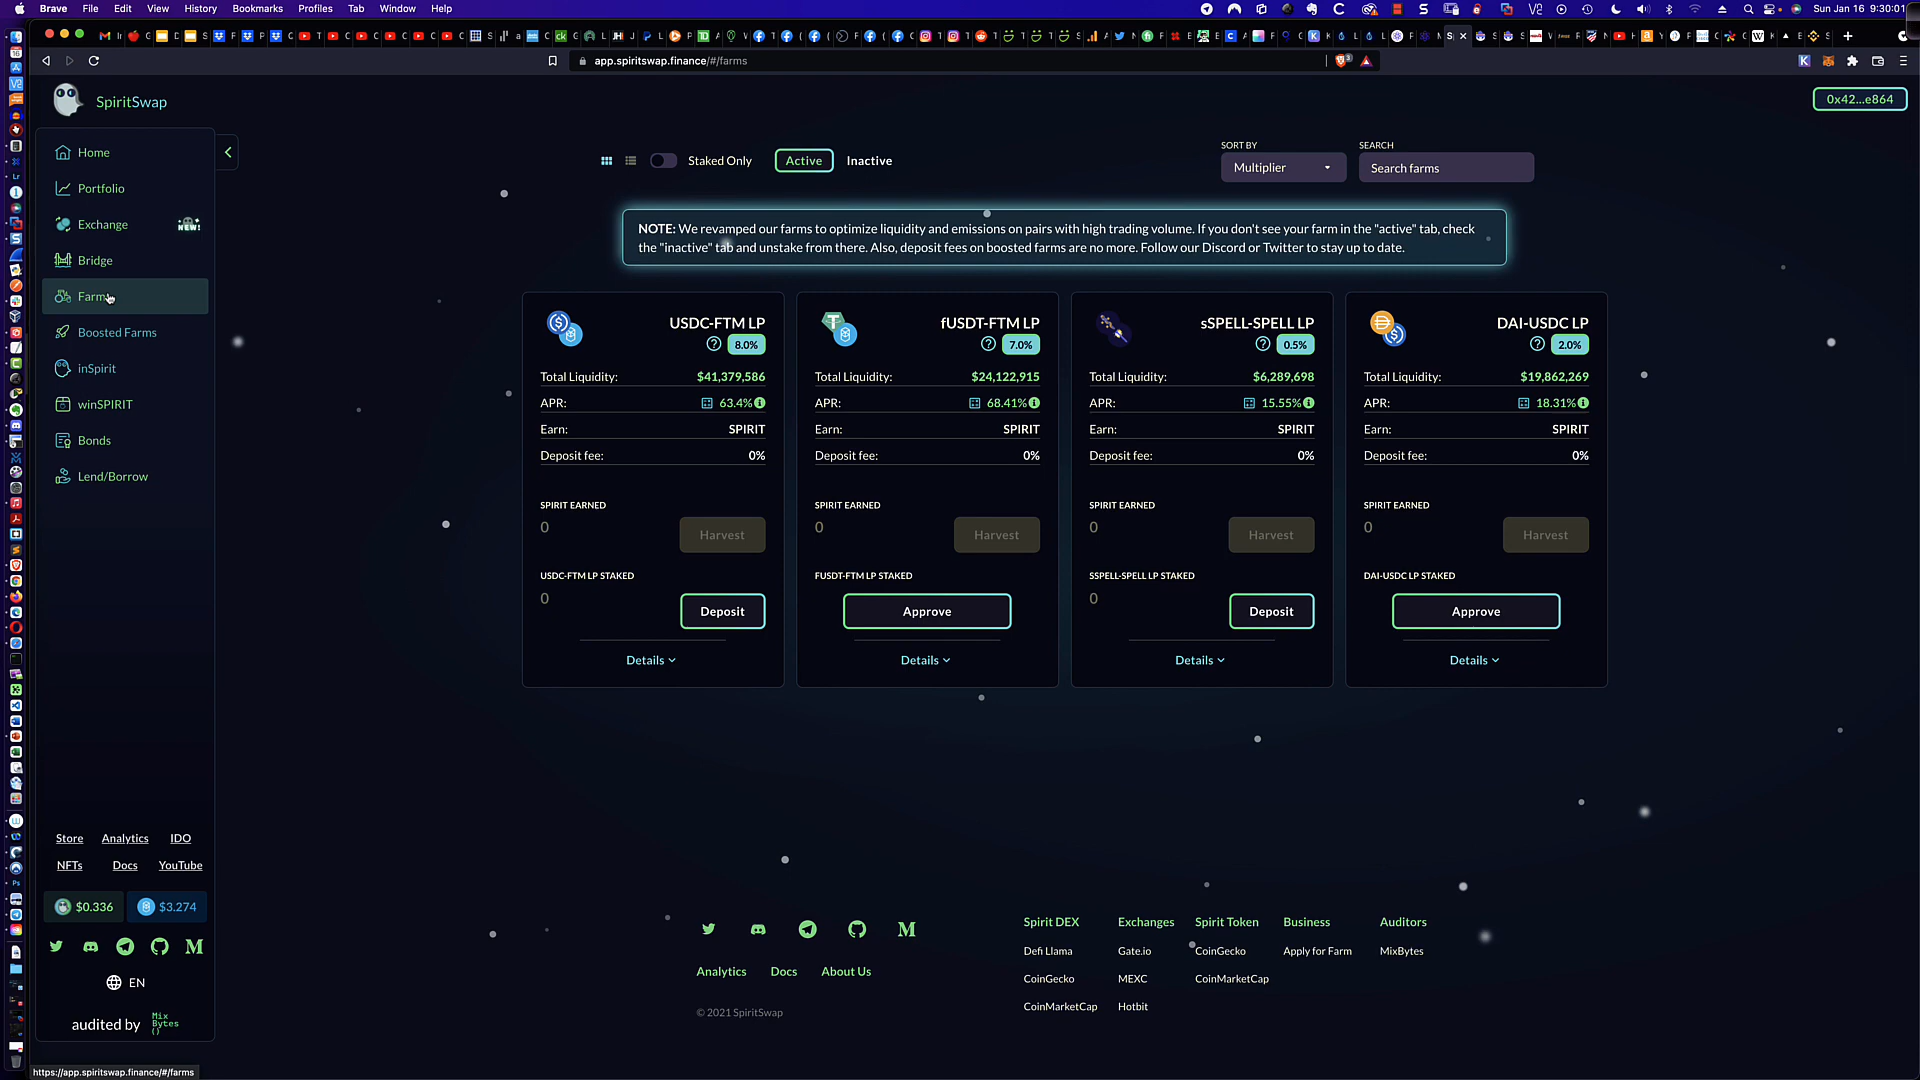 Brave File Edit View History Bookmarks Profiles Tab Window Help
Sun Jan 16 9:30:01
app.spiritswap.finance/#/farms
SpiritSwap
0x42...e864
Home
Portfolio
Exchange NEW!
Bridge
Farms
Boosted Farms
inSpirit
winSPIRIT
Bonds
Lend/Borrow
Staked Only
Active
Inactive
SORT BY
Multiplier
SEARCH
Search farms
NOTE: We revamped our farms to optimize liquidity and emissions on pairs with high trading volume. If you don't see your farm in the "active" tab, check
the "inactive" tab and unstake from there. Also, deposit fees on boosted farms are no more. Follow our Discord or Twitter to stay up to date.
USDC-FTM LP
8.0%
Total Liquidity: $41,379,586
APR: 63.4%
Earn: SPIRIT
Deposit fee: 0%
SPIRIT EARNED
0
Harvest
USDC-FTM LP STAKED
0
Deposit
Details
fUSDT-FTM LP
7.0%
Total Liquidity: $24,122,915
APR: 68.41%
Earn: SPIRIT
Deposit fee: 0%
SPIRIT EARNED
0
Harvest
FUSDT-FTM LP STAKED
Approve
Details
sSPELL-SPELL LP
0.5%
Total Liquidity: $6,289,698
APR: 15.55%
Earn: SPIRIT
Deposit fee: 0%
SPIRIT EARNED
0
Harvest
SSPELL-SPELL LP STAKED
0
Deposit
Details
DAI-USDC LP
2.0%
Total Liquidity: $19,862,269
APR: 18.31%
Earn: SPIRIT
Deposit fee: 0%
SPIRIT EARNED
0
Harvest
DAI-USDC LP STAKED
Approve
Details
Store Analytics IDO
NFTs Docs YouTube
$0.336 $3.274
EN
audited by Mix
Bytes
()
Analytics Docs About Us
© 2021 SpiritSwap
Spirit DEX
Defi Llama
CoinGecko
CoinMarketCap
Exchanges
Gate.io
MEXC
Hotbit
Spirit Token
CoinGecko
CoinMarketCap
Business
Apply for Farm
Auditors
MixBytes
https://app.spiritswap.finance/#/farms